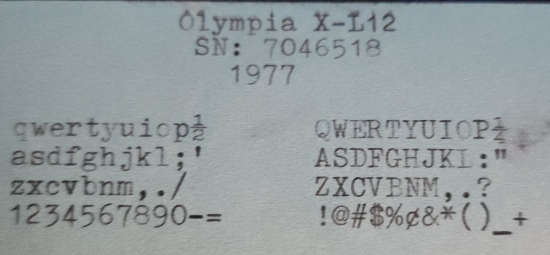 Olympia X-L12
SN: 7046518
1977
qwertyuiop½
asdfghjkl;'
zxcvbnm,./
1234567890-=
QWERTYUIOP¼
ASDFGHJKL:"
ZXCVBNM,.?
!@#$%¢&*()_+